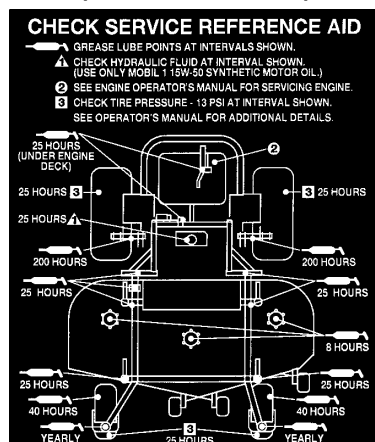 CHECK SERVICE REFERENCE AID
GREASE LUBE POINTS AT INTERVALS SHOWN.
1 CHECK HYDRAULIC FLUID AT INTERVAL SHOWN.
(USE ONLY MOBIL 1 15W-50 SYNTHETIC MOTOR OIL.)
2 SEE ENGINE OPERATOR'S MANUAL FOR SERVICING ENGINE.
3 CHECK TIRE PRESSURE - 13 PSI AT INTERVAL SHOWN.
SEE OPERATOR'S MANUAL FOR ADDITIONAL DETAILS.
25 HOURS
(UNDER ENGINE
DECK)
2
25 HOURS 3
3 25 HOURS
25 HOURS 1
200 HOURS
200 HOURS
25 HOURS
25 HOURS
8 HOURS
25 HOURS
25 HOURS
40 HOURS
40 HOURS
3
YEARLY
25 HOURS
YEARLY